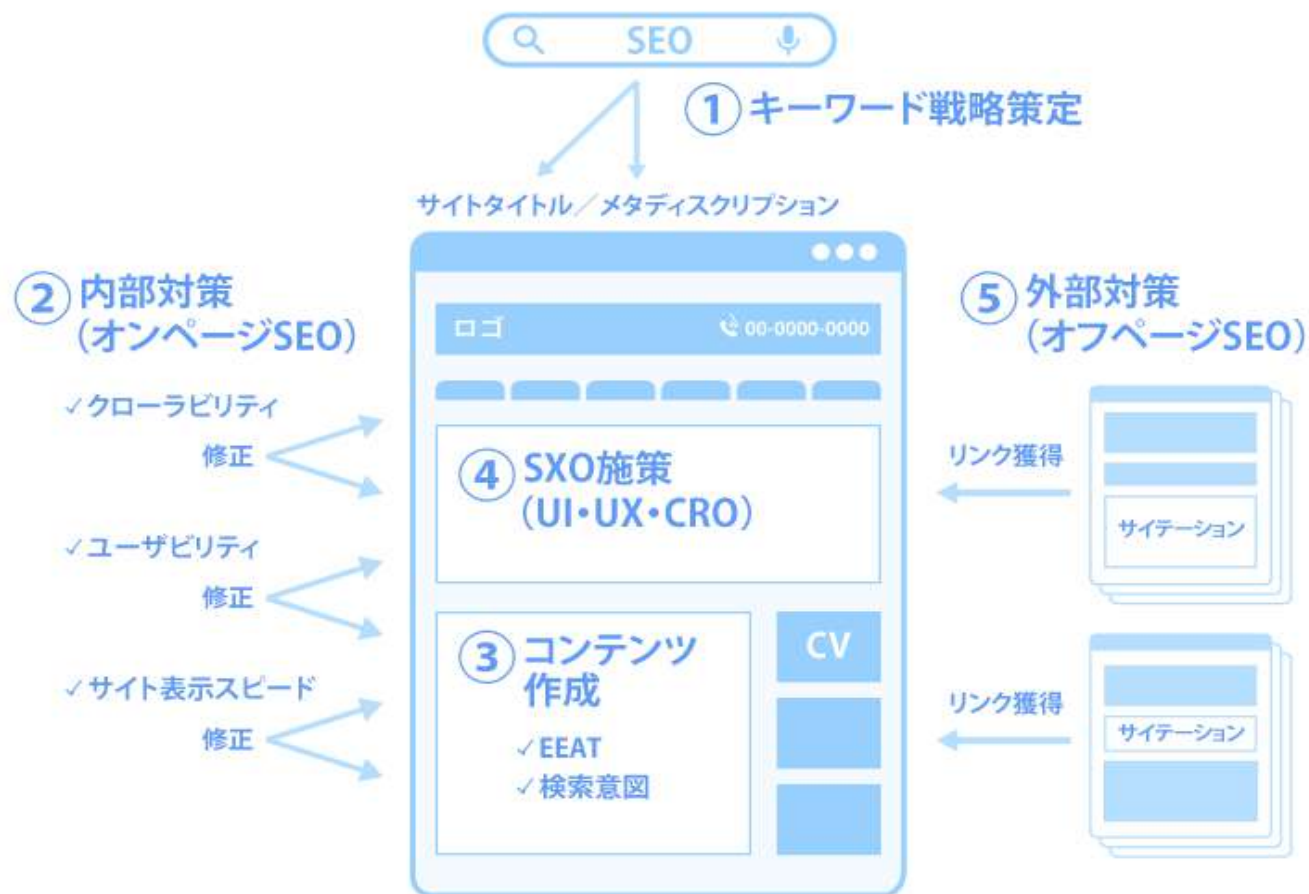 SEO
①キーワード戦略策定
サイトタイトル／メタディスクリプション
②内部対策
（オンページSEO）
✓クローラビリティ
修正
✓ユーザビリティ
修正
✓サイト表示スピード
修正
ロゴ
00-0000-0000
④SXO施策
（UI・UX・CRO）
③コンテンツ
作成
✓EEAT
✓検索意図
CV
⑤外部対策
（オフページSEO）
リンク獲得
サイテーション
リンク獲得
サイテーション